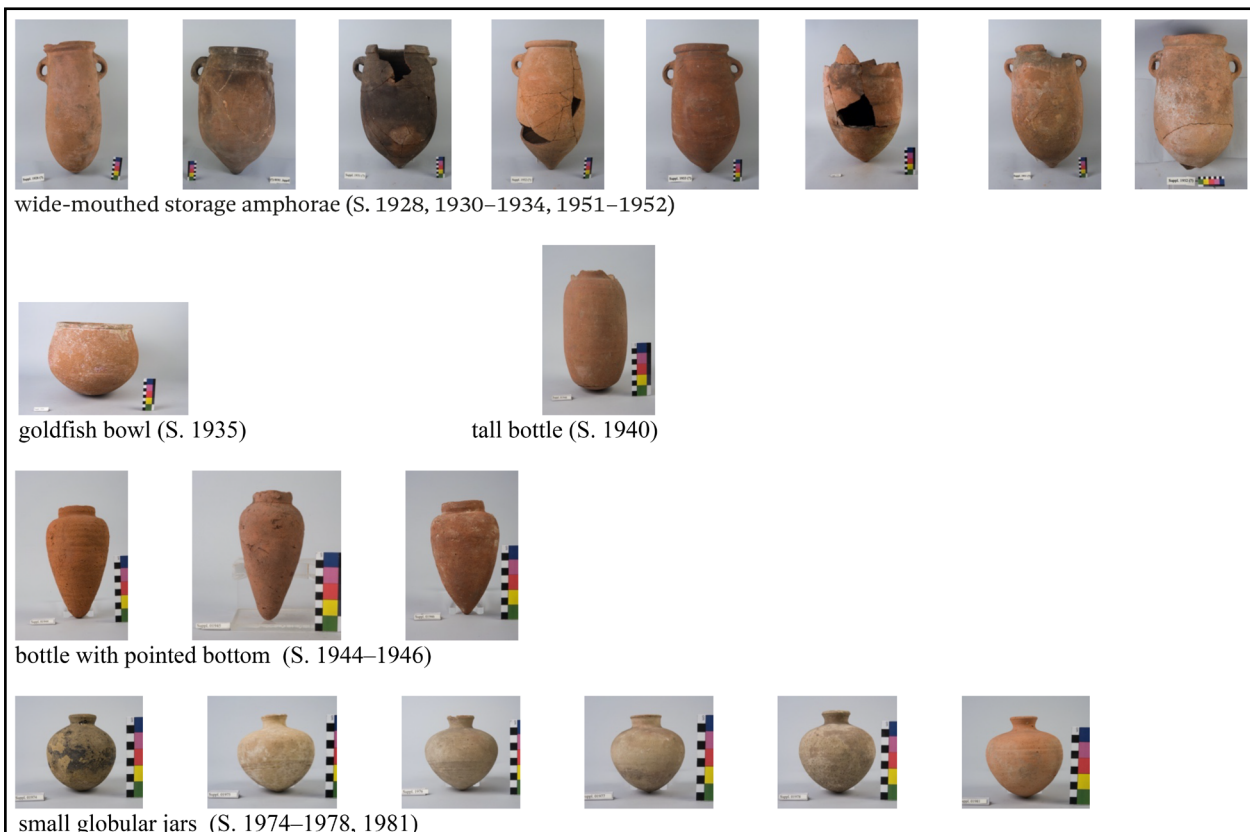 wide-mouthed storage amphorae (S. 1928, 1930–1934, 1951–1952)
goldfish bowl (S. 1935)
tall bottle (S. 1940)
bottle with pointed bottom (S. 1944–1946)
small globular jars (S. 1974–1978, 1981)